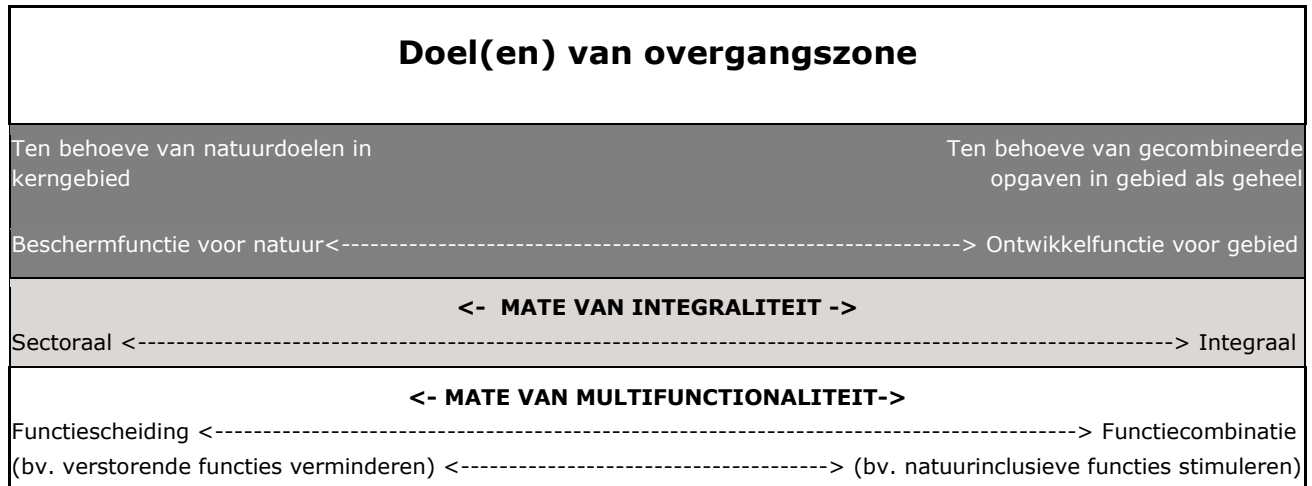 Doel(en) van overgangszone
Ten behoeve van natuurdoelen in
kerngebied
Ten behoeve van gecombineerde
opgaven in gebied als geheel
Beschermfunctie voor natuur<---------------------------------------------------------------> Ontwikkelfunctie voor gebied
<- MATE VAN INTEGRALITEIT ->
Sectoraal <----------------------------------------------------------------------------------------------------------> Integraal
<- MATE VAN MULTIFUNCTIONALITEIT->
Functiescheiding <----------------------------------------------------------------------------------------> Functiecombinatie
(bv. verstorende functies verminderen) <--------------------------------------> (bv. natuurinclusieve functies stimuleren)